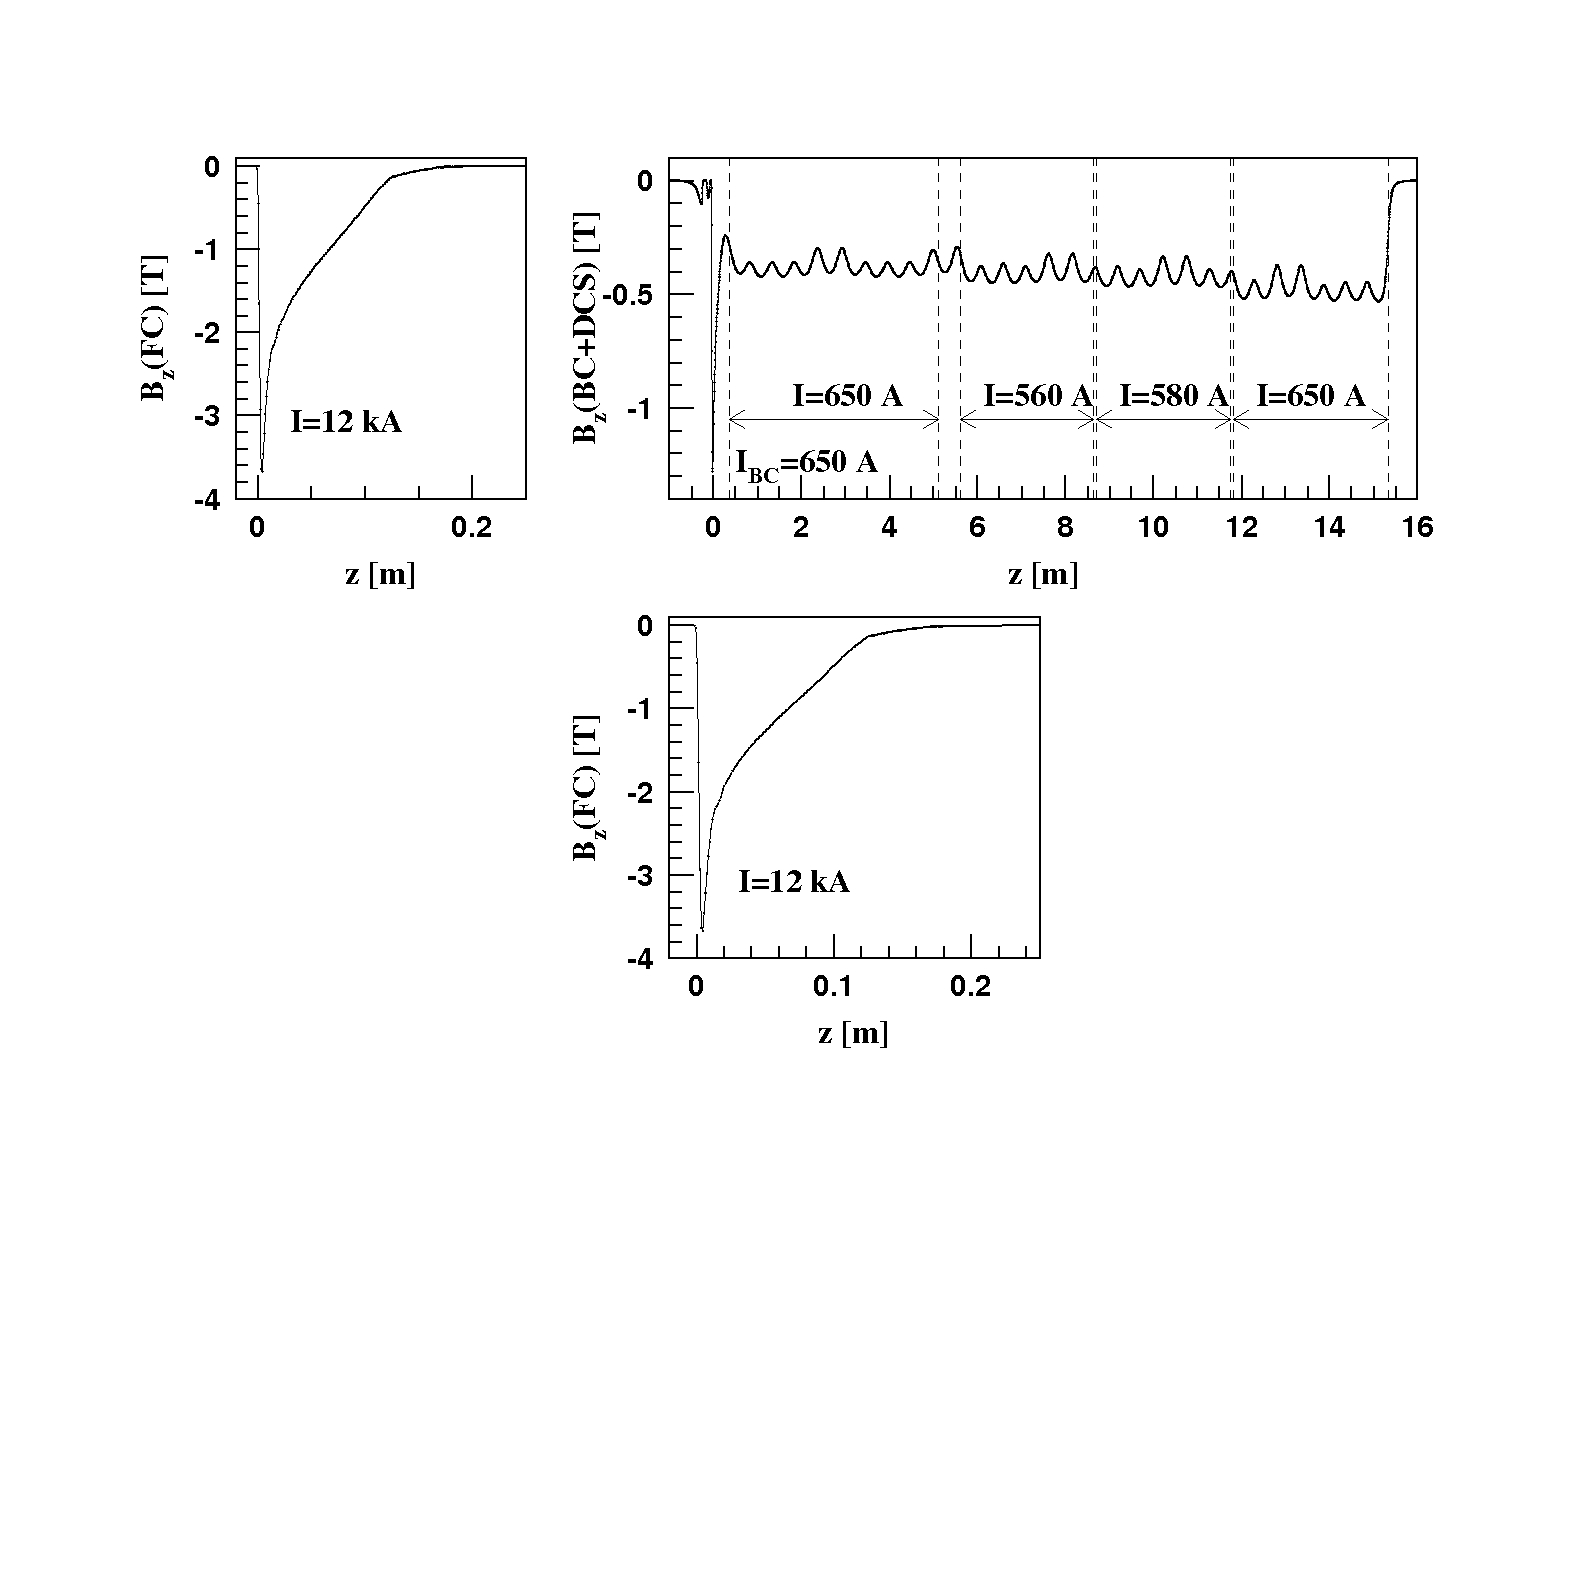 0
-1
-2
-3
-4
B_z(FC) [T]
I=12 kA
0 0.2
z [m]
0
-0.5
-1
B_z(BC+DCS) [T]
I=650 A I=560 A I=580 A I=650 A
I_BC=650 A
0 2 4 6 8 10 12 14 16
z [m]
0
-1
-2
-3
-4
B_z(FC) [T]
I=12 kA
0 0.1 0.2
z [m]